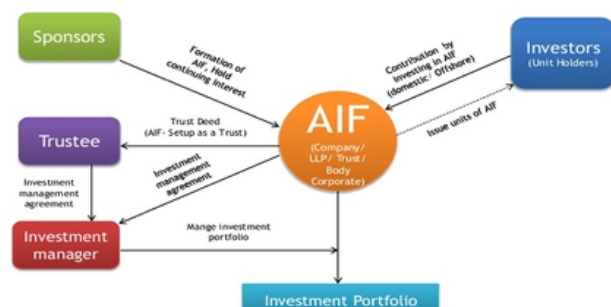 Sponsors
Formation of
AIF, Hold
continuing interest
Contribution by
investing in AIF
(domestic/ Offshore)
Investors
(Unit Holders)
Issue units of AIF
AIF
(Company/
LLP/ Trust/
Body
Corporate)
Trust Deed
(AIF- Setup as a Trust)
Trustee
Investment
management
agreement
Investment
management
agreement
Investment
manager
Mange investment
portfolio
Investment Portfolio